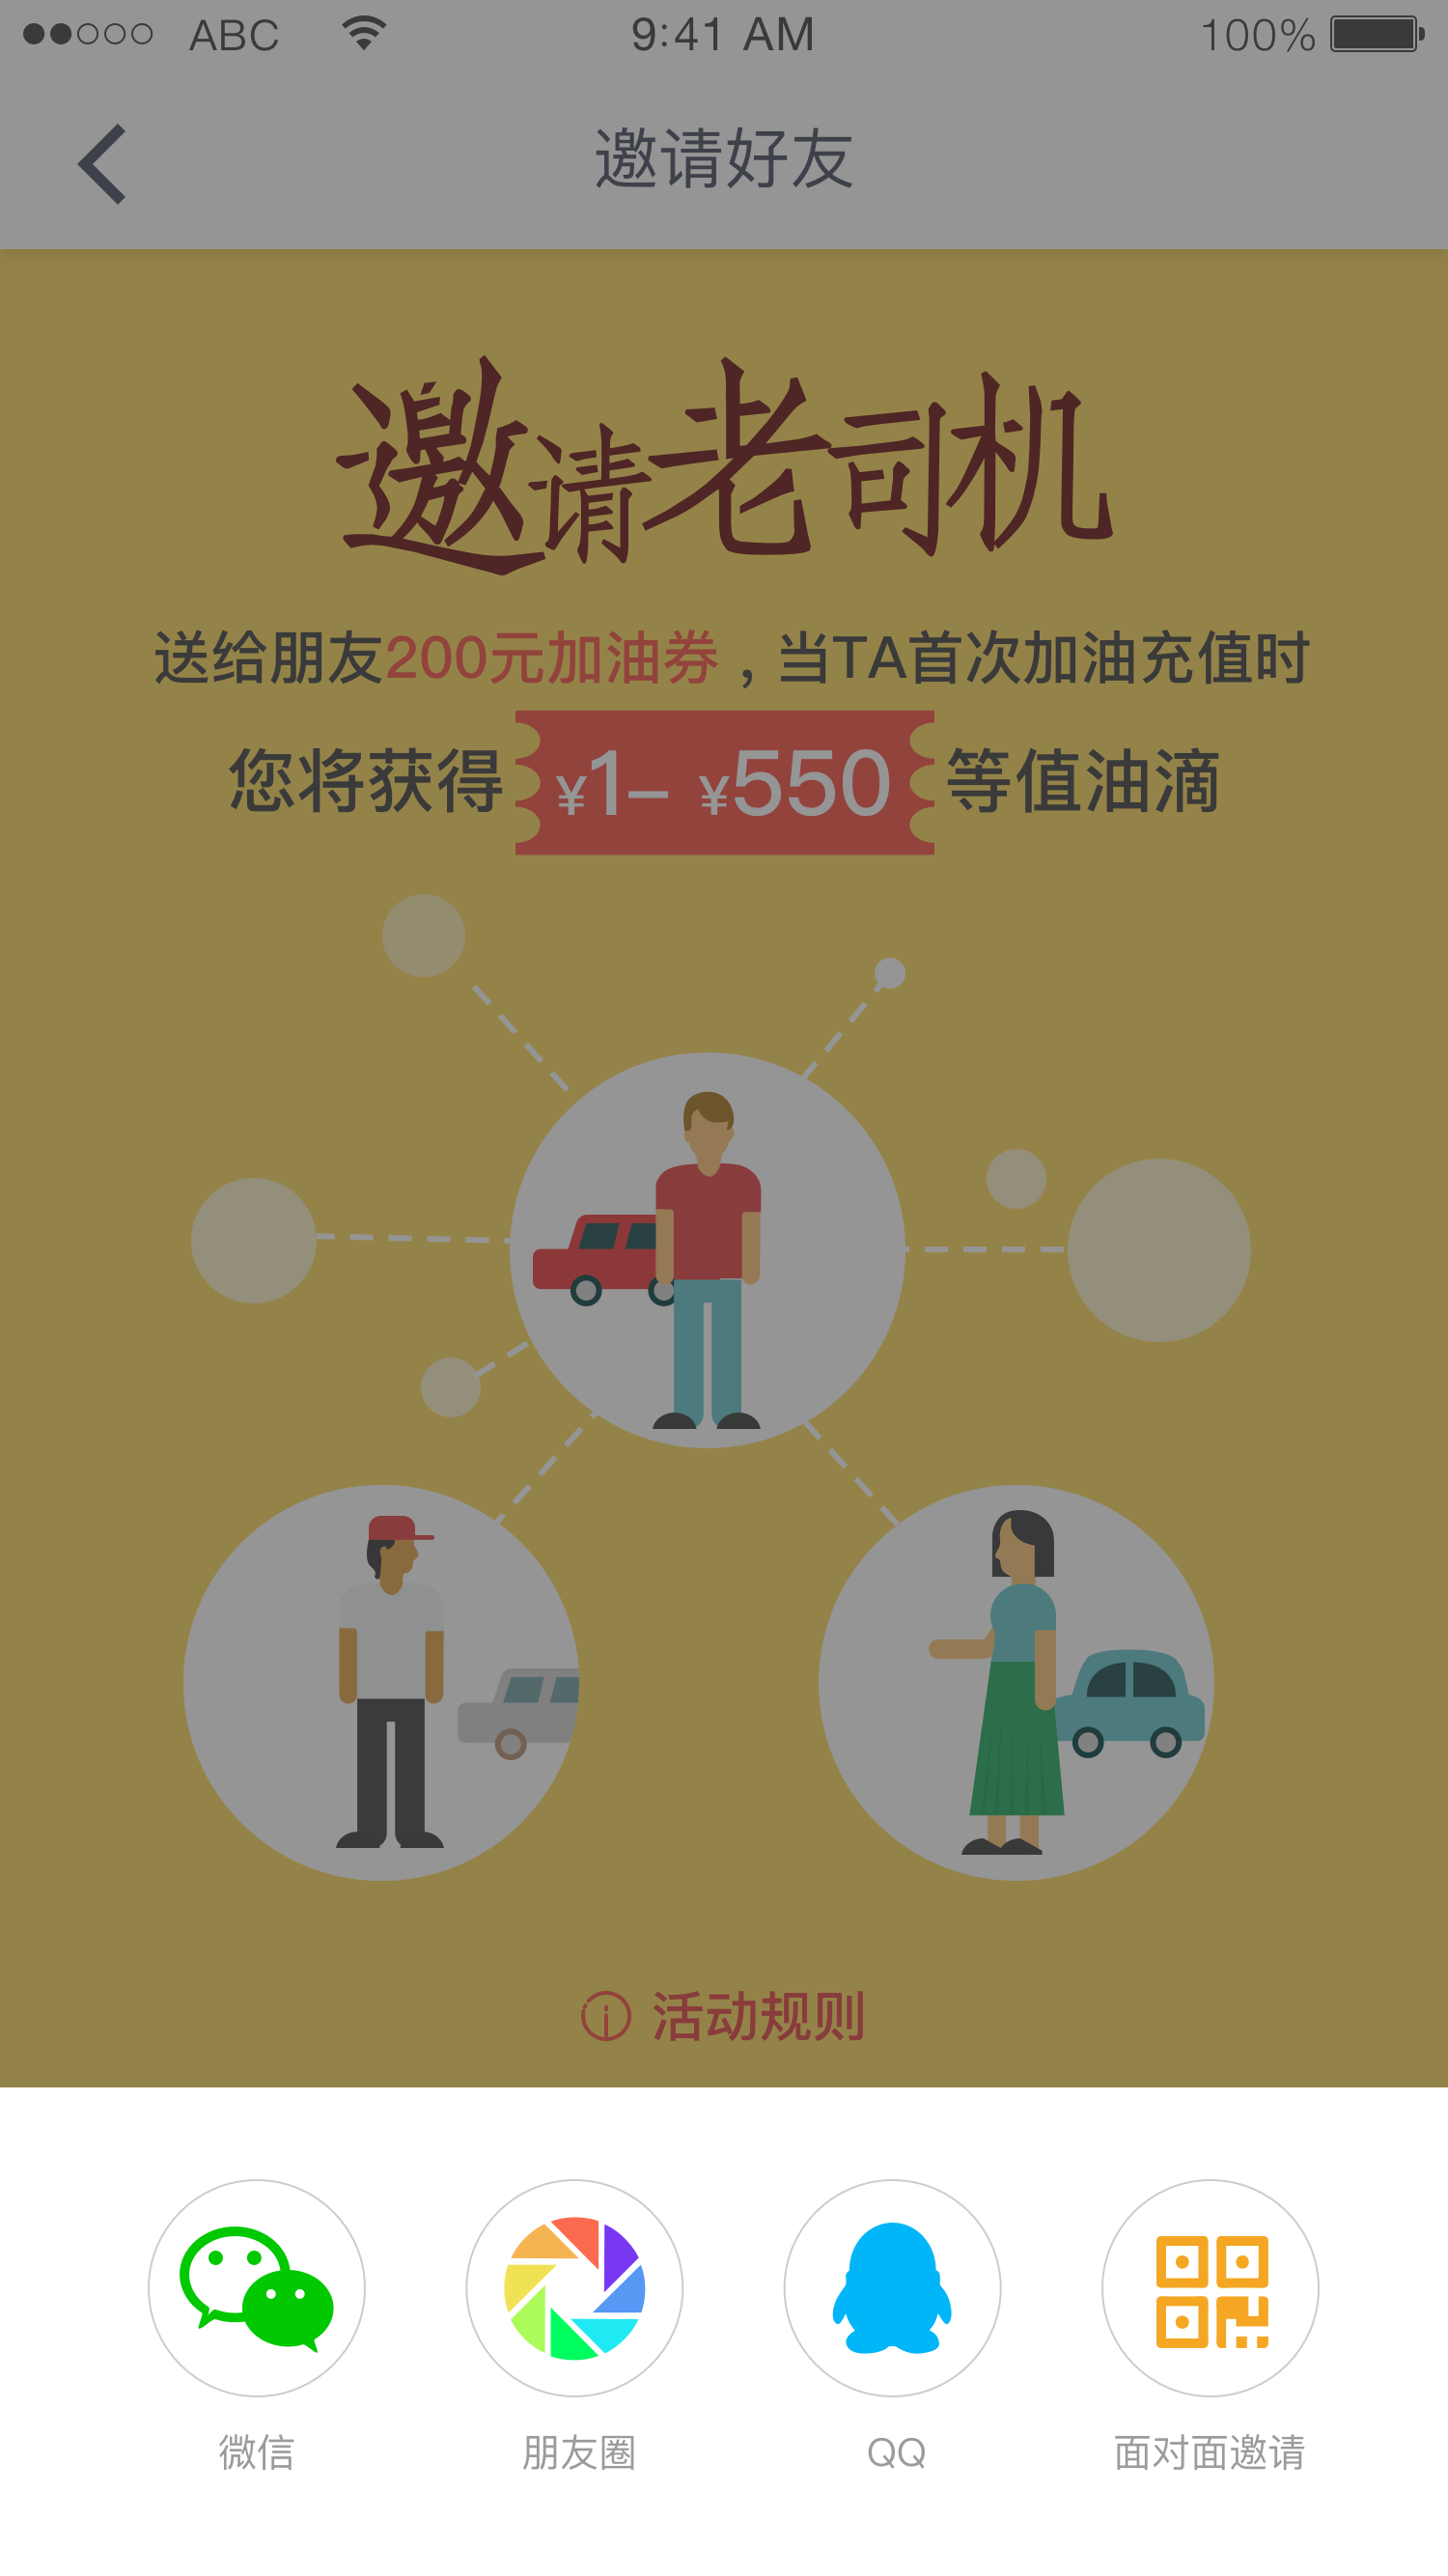 ABC 9:41 AM 100%
邀请好友
邀请老司机
送给朋友200元加油券，当TA首次加油充值时
您将获得 ¥1- ¥550 等值油滴
活动规则
微信 朋友圈 QQ 面对面邀请